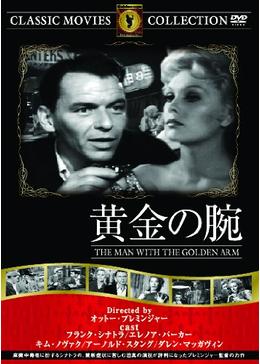 CLASSIC MOVIES COLLECTION DVD
黄金の腕
THE MAN WITH THE GOLDEN ARM
Directed by
オットー・プレミンジャー
cast
フランク・シナトラ/エレノア・パーカー
キム・ノヴァク/アーノルド・スタング/ダレン・マッガヴィン